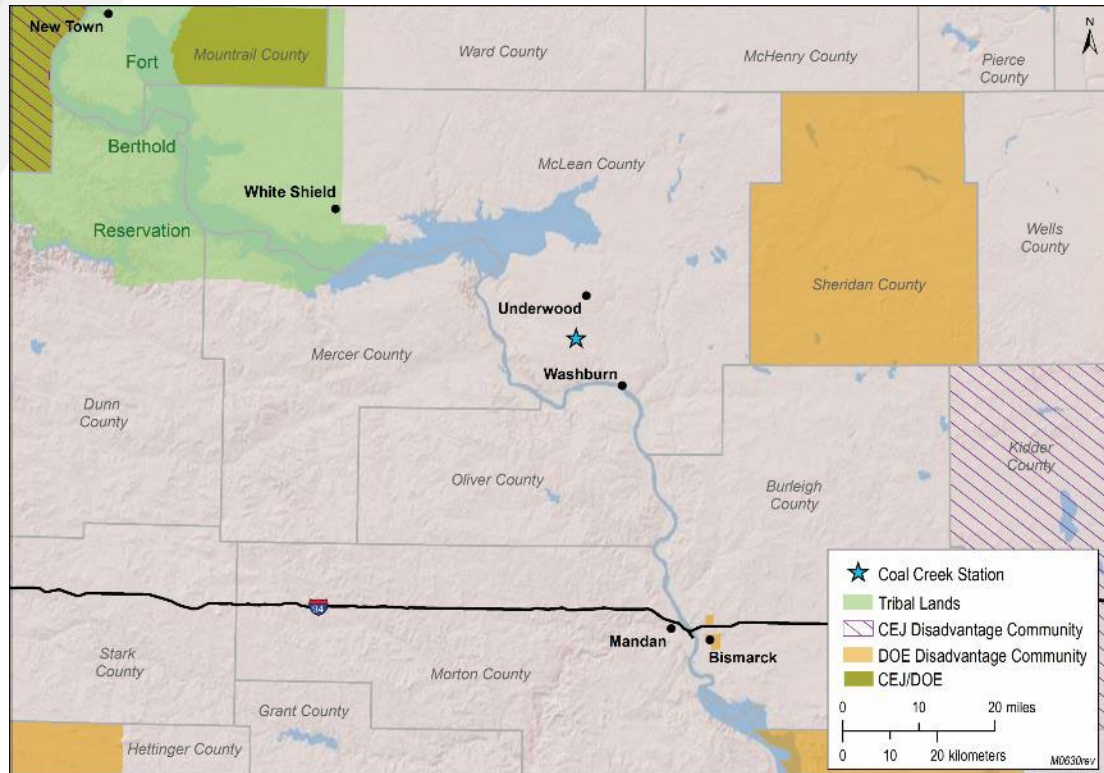 New Town
Fort
Mountrail County
Ward County
McHenry County
Pierce
County
N
Berthold
McLean County
White Shield
Reservation
Wells
County
Sheridan County
Underwood
Mercer County
Washburn
Dunn
County
Kidder
County
Oliver County
Burleigh
County
Coal Creek Station
Tribal Lands
CEJ Disadvantage Community
DOE Disadvantage Community
CEJ/DOE
0 10 20 miles
0 10 20 kilometers
M0630rev
94
Mandan
Bismarck
Stark
County
Morton County
Grant County
Hettinger County